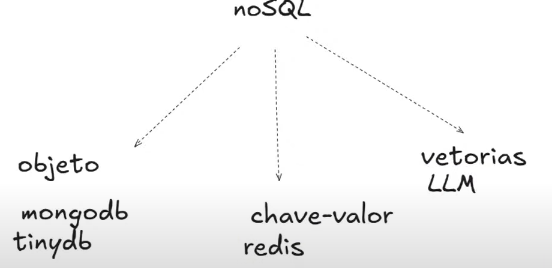 noSQL
objeto
mongodb
tinydb
chave-valor
redis
vetorias
LLM